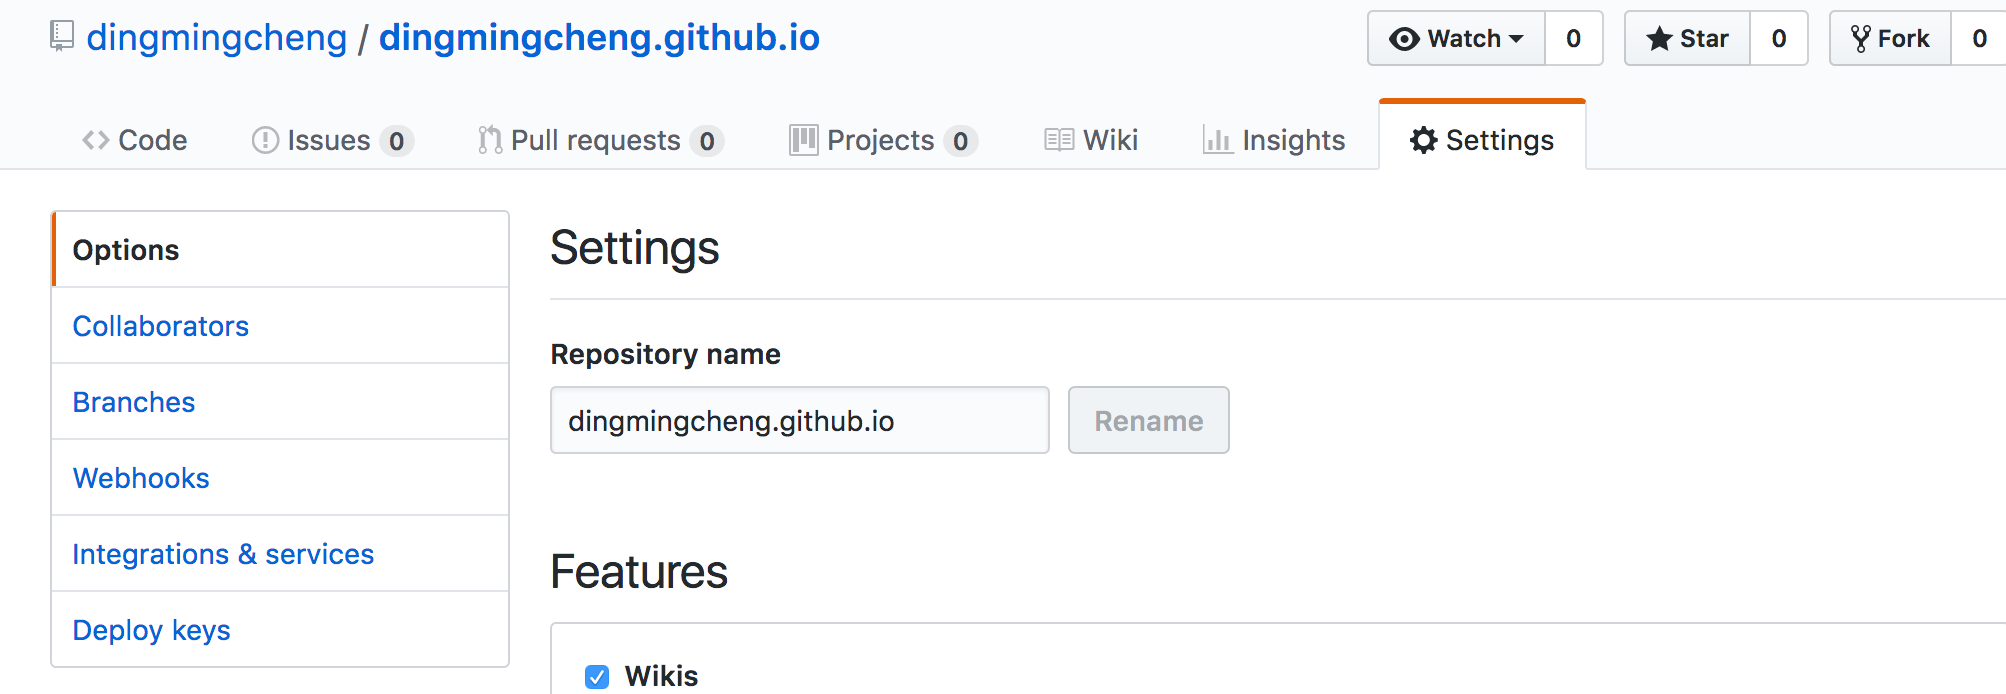 dingmingcheng / dingmingcheng.github.io
Watch 0
Star 0
Fork 0
Code
Issues 0
Pull requests 0
Projects 0
Wiki
Insights
Settings
Options
Collaborators
Branches
Webhooks
Integrations & services
Deploy keys
Settings
Repository name
dingmingcheng.github.io
Rename
Features
Wikis